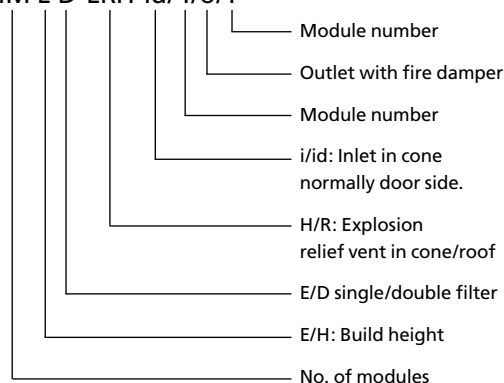 Module number
Outlet with fire damper
Module number
i/id: Inlet in cone
normally door side.
H/R: Explosion
relief vent in cone/roof
E/D single/double filter
E/H: Build height
No. of modules